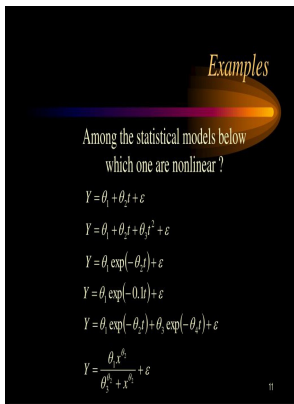 Examples
Among the statistical models below
which one are nonlinear ?
Y = θ₁ + θ₂t + ε
Y = θ₁ + θ₂t + θ₃t² + ε
Y = θ₁ exp(−θ₂t) + ε
Y = θ₁ exp(−0.1t) + ε
Y = θ₁ exp(−θ₂t) + θ₃ exp(−θ₄t) + ε
Y = θ₁x^θ₂ / (θ₃^θ₂ + x^θ₂) + ε
11